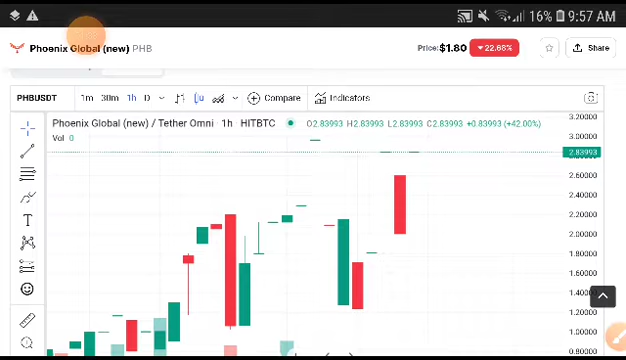 16% 9:57 AM
Phoenix Global (new) PHB
Price: $1.80 ▼22.68%
Share
PHBUSDT 1m 30m 1h D Compare Indicators
Phoenix Global (new) / Tether Omni · 1h · HITBTC O2.83993 H2.83993 L2.83993 C2.83993 +0.83993 (+42.00%)
Vol 0
3.20000
3.00000
2.83993
2.60000
2.40000
2.20000
2.00000
1.80000
1.60000
1.40000
1.20000
1.00000
0.80000